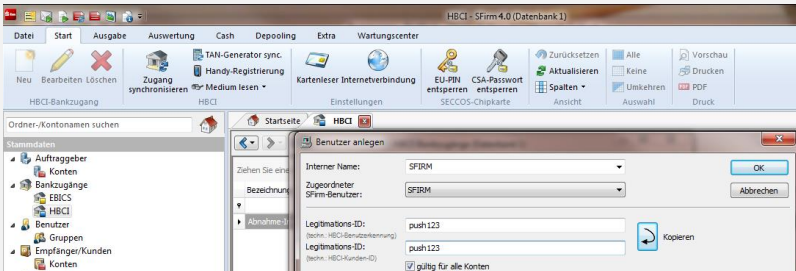 HBCI - SFirm 4.0 (Datenbank 1)
Datei Start Ausgabe Auswertung Cash Depooling Extra Wartungscenter
Neu Bearbeiten Löschen
HBCI-Bankzugang
Zugang synchronisieren
TAN-Generator sync.
Handy-Registrierung
Medium lesen
HBCI
Kartenleser Internetverbindung
Einstellungen
EU-PIN entsperren
CSA-Passwort entsperren
SECCOS-Chipkarte
Zurücksetzen
Aktualisieren
Spalten
Ansicht
Alle
Keine
Umkehren
Auswahl
Vorschau
Drucken
PDF
Druck
Ordner-/Kontonamen suchen
Startseite HBCI
Stammdaten
Auftraggeber
Konten
Bankzugänge
EBICS
HBCI
Benutzer
Gruppen
Empfänger/Kunden
Konten
Ziehen Sie eine
Bezeichnung
Benutzer anlegen
Interner Name: SFIRM
OK
Zugeordneter
SFirm-Benutzer: SFIRM
Abbrechen
Legitimations-ID: push123
(techn. HBCI-Benutzerkennung)
Kopieren
Legitimations-ID: push123
(techn. HBCI-Kunden-ID)
gültig für alle Konten